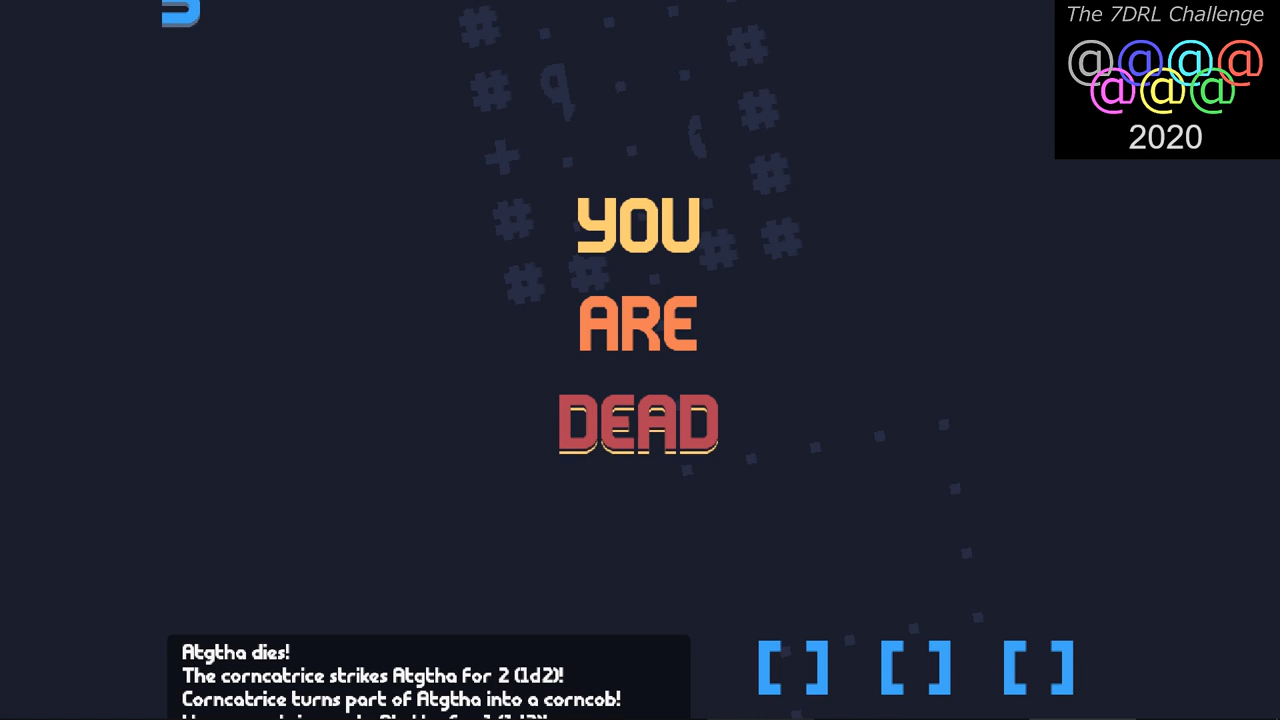 The 7DRL Challenge
@@@@
@@@
2020
YOU
ARE
DEAD
Atgtha dies!
The corncatrice strikes Atgtha for 2 (1d2)!
Corncatrice turns part of Atgtha into a corncob!
[ ] [ ] [ ]